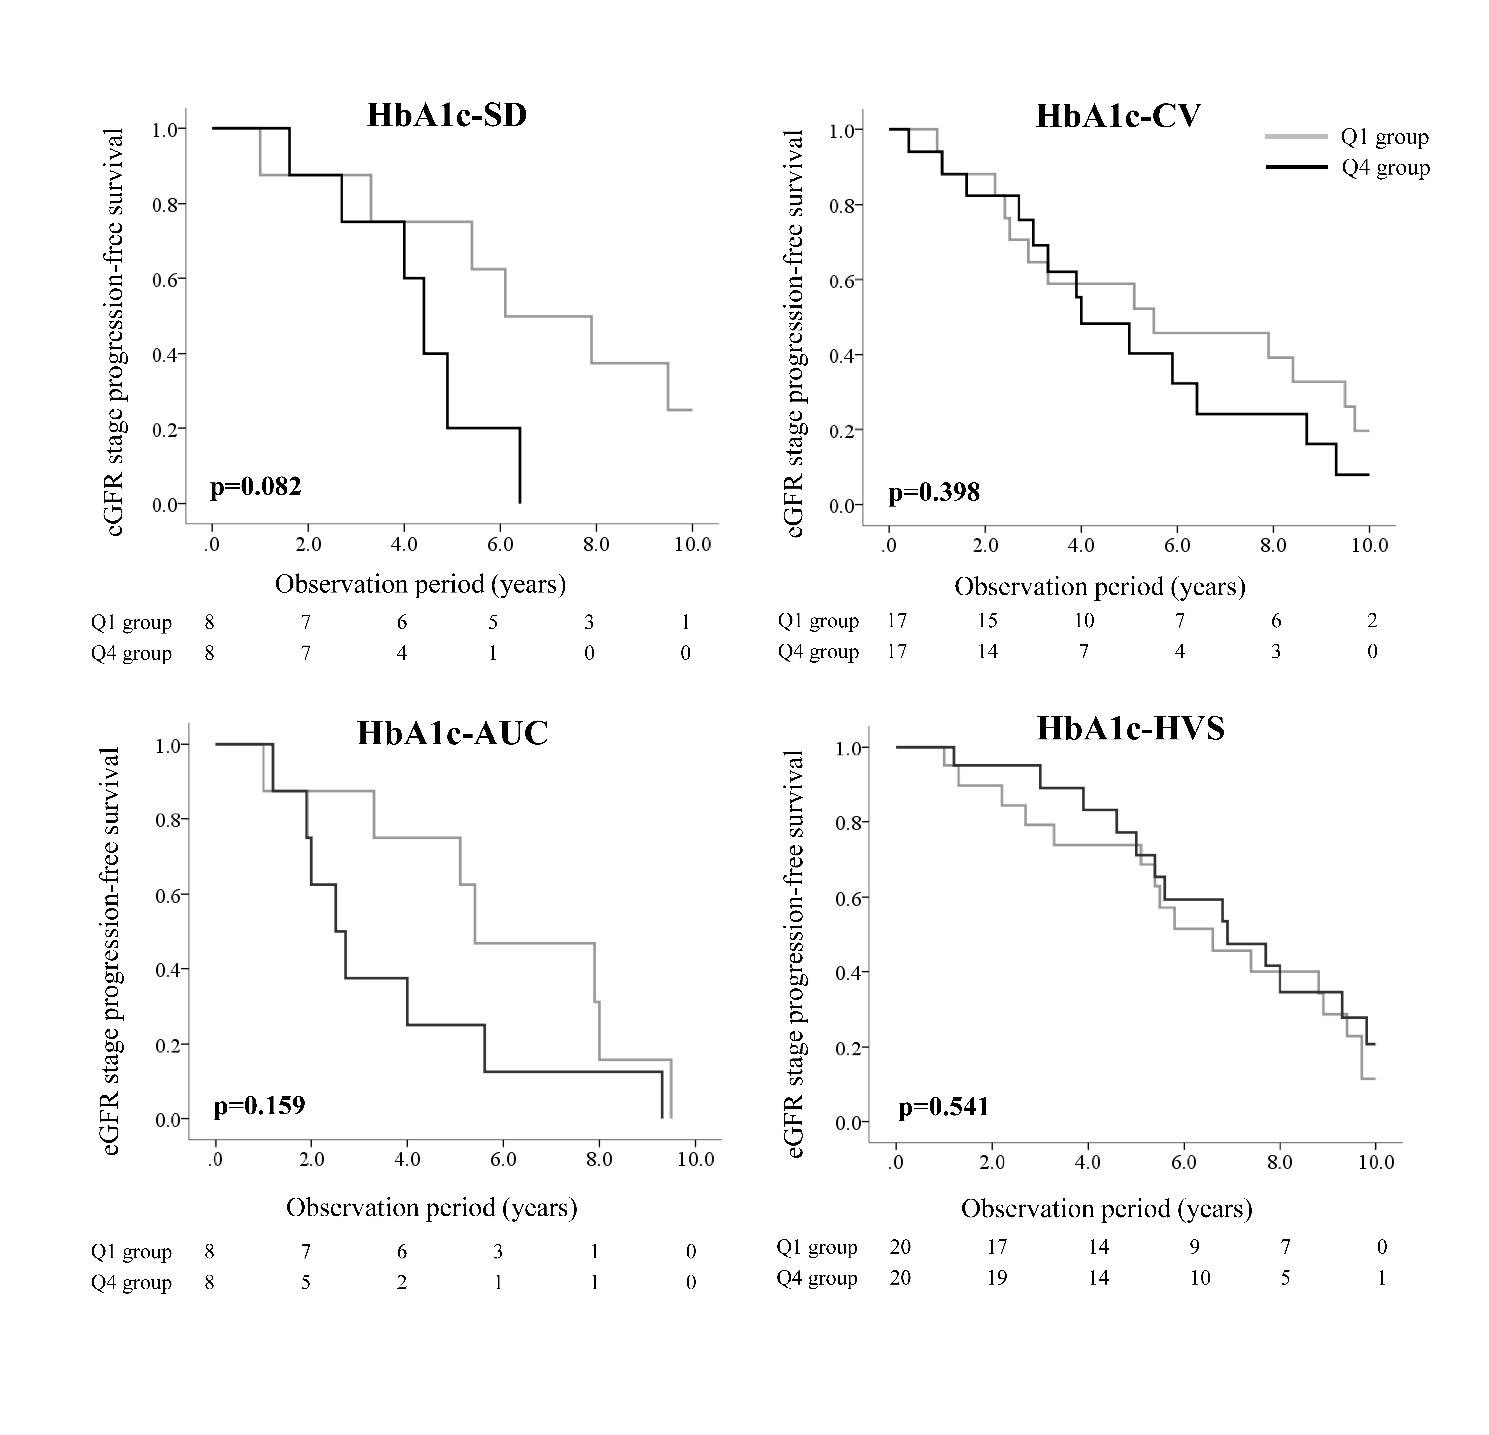 HbA1c-SD
eGFR stage progression-free survival
1.0
0.8
0.6
0.4
0.2
0.0
p=0.082
.0 2.0 4.0 6.0 8.0 10.0
Observation period (years)
Q1 group 8 7 6 5 3 1
Q4 group 8 7 4 1 0 0
HbA1c-CV
Q1 group
Q4 group
eGFR stage progression-free survival
1.0
0.8
0.6
0.4
0.2
0.0
p=0.398
.0 2.0 4.0 6.0 8.0 10.0
Observation period (years)
Q1 group 17 15 10 7 6 2
Q4 group 17 14 7 4 3 0
HbA1c-AUC
eGFR stage progression-free survival
1.0
0.8
0.6
0.4
0.2
0.0
p=0.159
.0 2.0 4.0 6.0 8.0 10.0
Observation period (years)
Q1 group 8 7 6 3 1 0
Q4 group 8 5 2 1 1 0
HbA1c-HVS
eGFR stage progression-free survival
1.0
0.8
0.6
0.4
0.2
0.0
p=0.541
.0 2.0 4.0 6.0 8.0 10.0
Observation period (years)
Q1 group 20 17 14 9 7 0
Q4 group 20 19 14 10 5 1